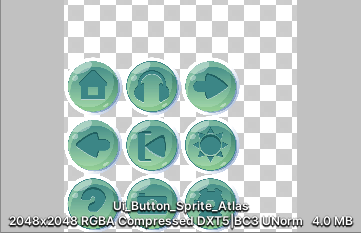 ?
Ui_Button_Sprite_Atlas
2048x2048 RGBA Compressed DXT5|BC3 UNorm 4.0 MB